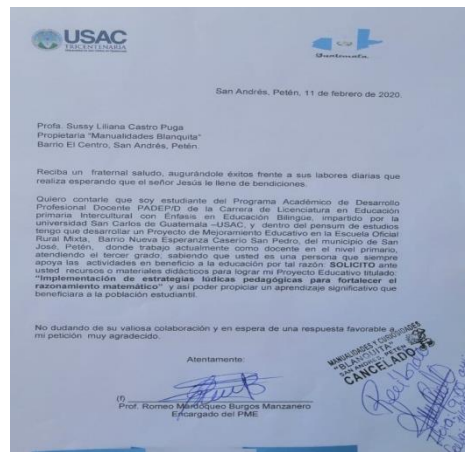 USAC
TRICENTENARIA
Guatemala
San Andrés, Petén, 11 de febrero de 2020.
Profa. Sussy Liliana Castro Puga
Propietaria "Manualidades Blanquita"
Barrio El Centro, San Andrés, Petén.
Reciba un fraternal saludo, augurándole éxitos frente a sus labores diarias que
realiza esperando que el señor Jesús le llene de bendiciones.
Quiero contarle que soy estudiante del Programa Académico de Desarrollo
Profesional Docente PADEP/D de la Carrera de Licenciatura en Educación
primaria Intercultural con Énfasis en Educación Bilingüe, impartido por la
universidad San Carlos de Guatemala –USAC, y dentro del pensum de estudios
tengo que desarrollar un Proyecto de Mejoramiento Educativo en la Escuela Oficial
Rural Mixta, Barrio Nueva Esperanza Caserío San Pedro, del municipio de San
José, Petén, donde trabajo actualmente como docente en el nivel primario,
atendiendo el tercer grado; sabiendo que usted es una persona que siempre
apoya las actividades en beneficio a la educación por tal razón SOLICITO ante
usted recursos o materiales didácticos para lograr mi Proyecto Educativo titulado:
"Implementación de estrategias lúdicas pedagógicas para fortalecer el
razonamiento matemático" y así poder propiciar un aprendizaje significativo que
beneficiara a la población estudiantil.
No dudando de su valiosa colaboración y en espera de una respuesta favorable a
mi petición muy agradecido.
Atentamente:
(f)
Prof. Romeo Mardoqueo Burgos Manzanero
Encargado del PME
MANUALIDADES Y CURIOSIDADES
"BLANQUITA"
SAN ANDRÉS, PETÉN
CANCELADO